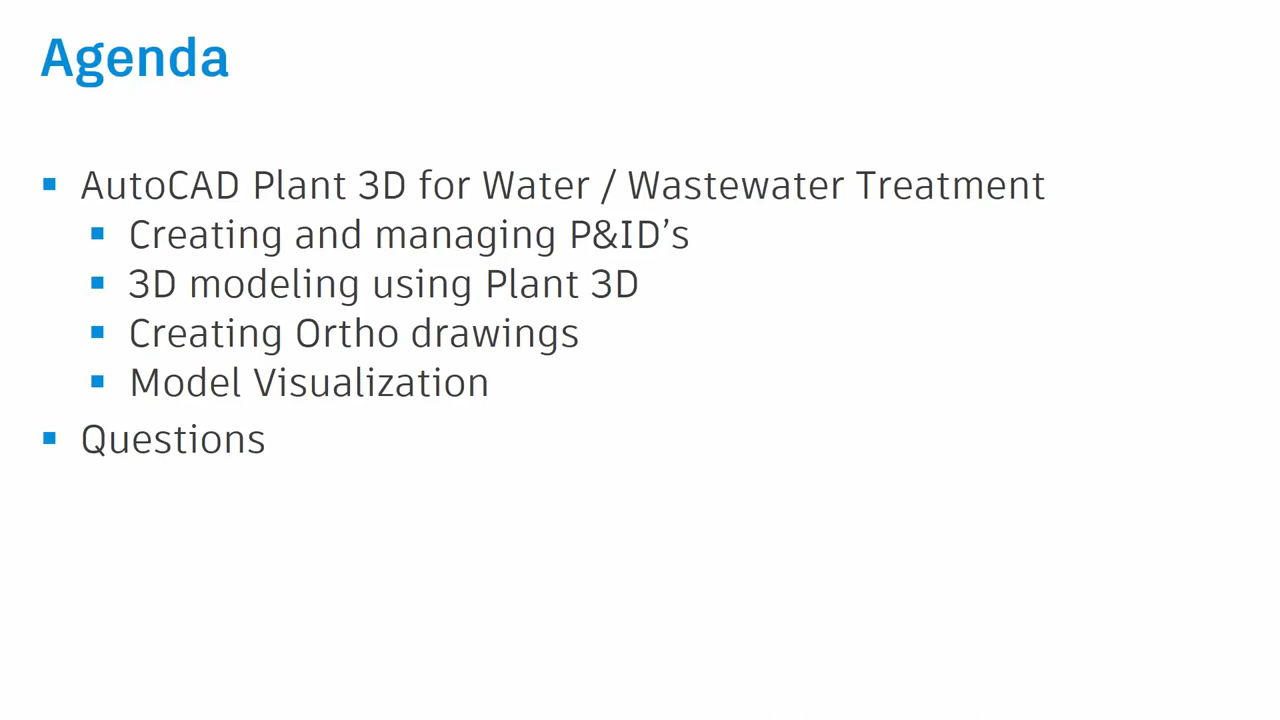 Agenda
AutoCAD Plant 3D for Water / Wastewater Treatment
Creating and managing P&ID’s
3D modeling using Plant 3D
Creating Ortho drawings
Model Visualization
Questions